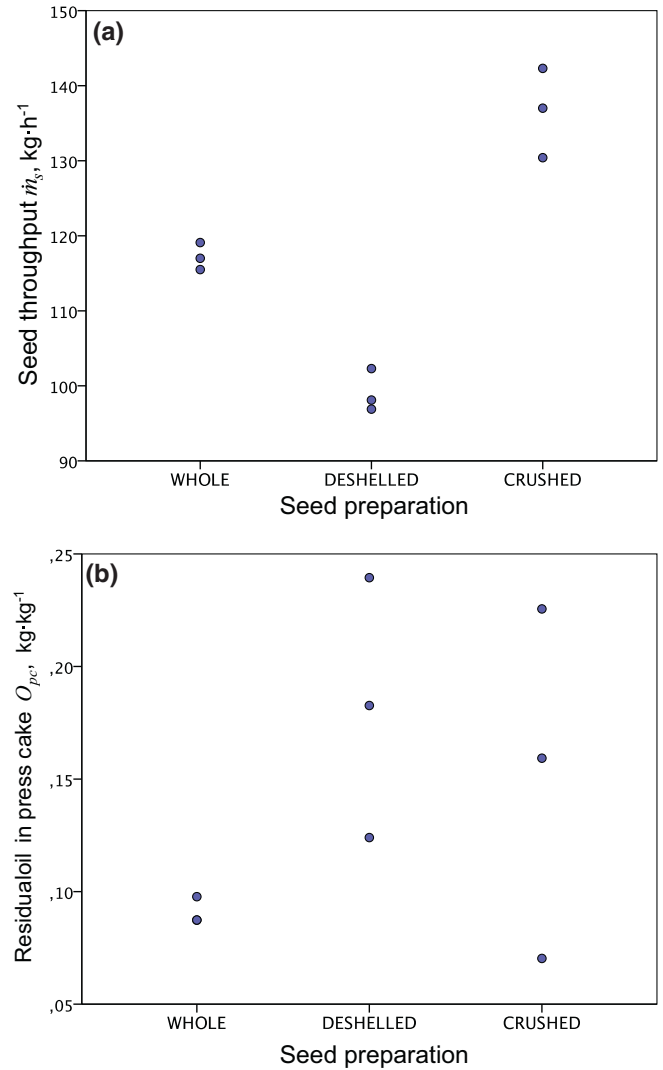 (a)
Seed throughput ṁₛ, kg·h⁻¹
150
140
130
120
110
100
90
WHOLE DESHELLED CRUSHED
Seed preparation
(b)
Residualoil in press cake Oₚc, kg·kg⁻¹
,25
,20
,15
,10
,05
WHOLE DESHELLED CRUSHED
Seed preparation